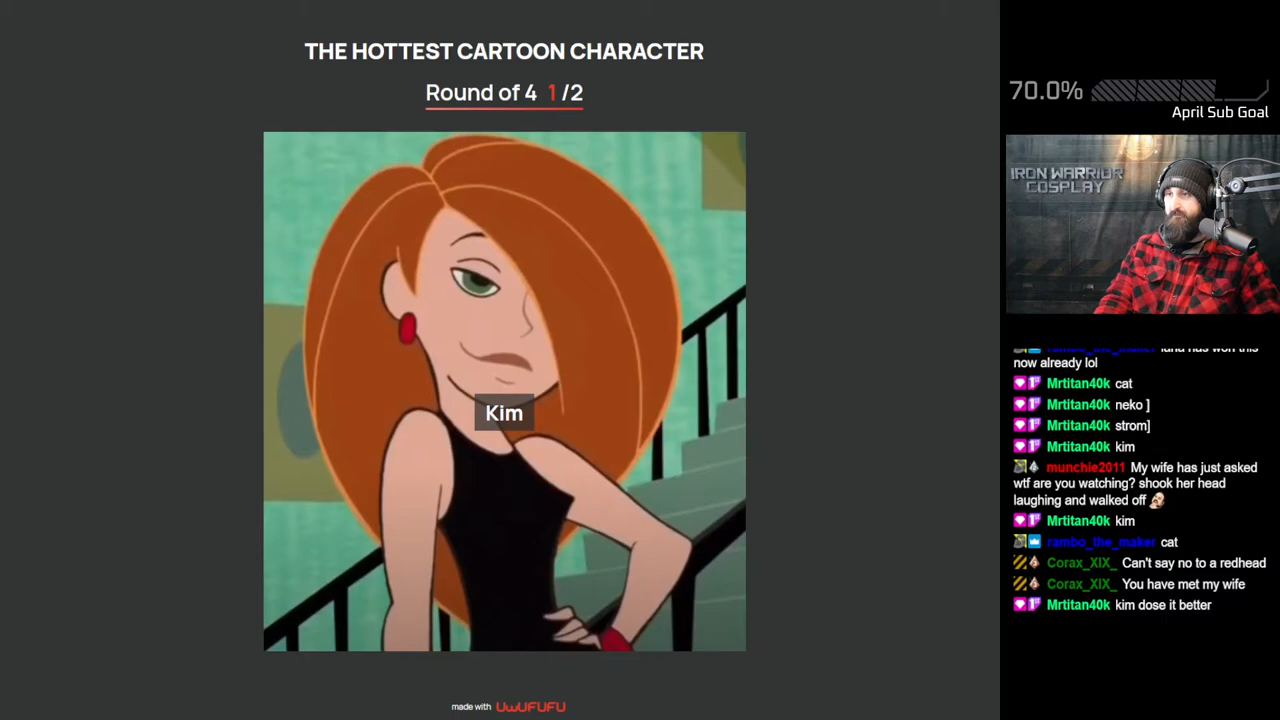 THE HOTTEST CARTOON CHARACTER
Round of 4 1 /2
Kim
made with UwUFUFU
70.0%
April Sub Goal
IRON WARRIOR
COSPLAY
now already lol
Mrtitan40k cat
Mrtitan40k neko ]
Mrtitan40k strom]
Mrtitan40k kim
munchie2011 My wife has just asked
wtf are you watching? shook her head
laughing and walked off
Mrtitan40k kim
rambo_the_maker cat
Corax_XIX_ Can't say no to a redhead
Corax_XIX_ You have met my wife
Mrtitan40k kim dose it better